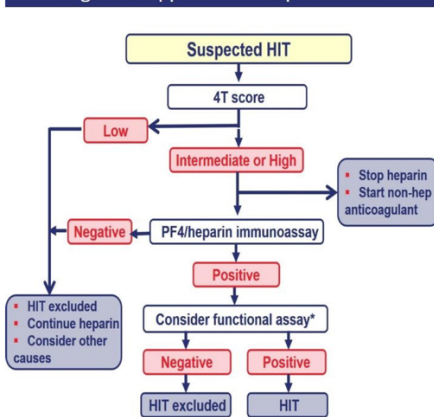 Suspected HIT
4T score
Low
Intermediate or High
Stop heparin
Start non-hep
anticoagulant
Negative
PF4/heparin immunoassay
Positive
HIT excluded
Continue heparin
Consider other
causes
Consider functional assay*
Negative
Positive
HIT excluded
HIT